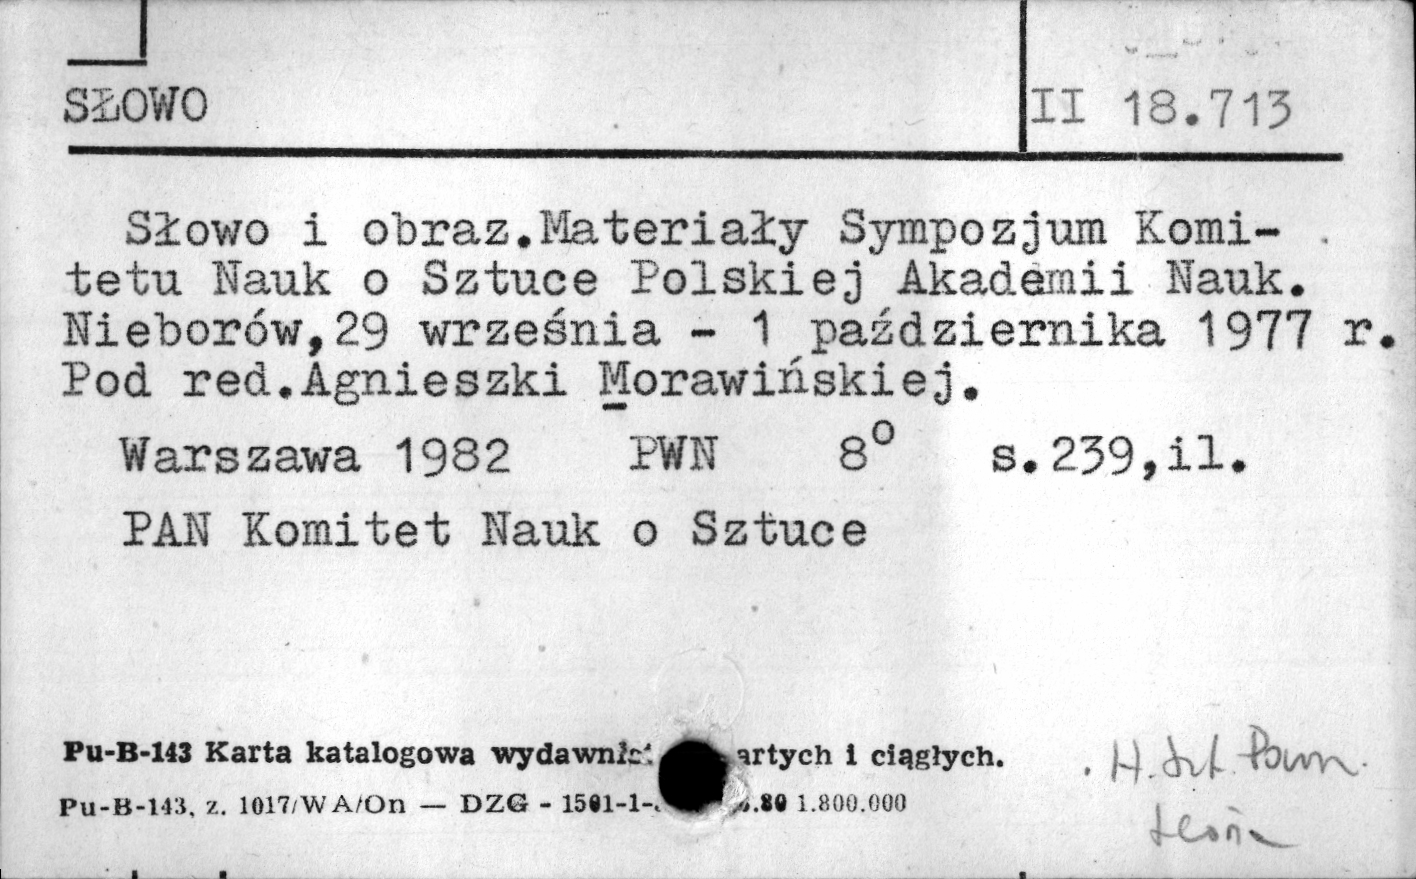 SŁOWO
II 18.713
Słowo i obraz.Materiały Sympozjum Komi-
tetu Nauk o Sztuce Polskiej Akademii Nauk.
Nieborów,29 września - 1 października 1977 r.
Pod red.Agnieszki Morawińskiej.
Warszawa 1982 PWN 8° s.239,il.
PAN Komitet Nauk o Sztuce
Pu-B-143 Karta katalogowa i ciągłych.
Pu-B-143, z. 1017/WA/On — DZG - 1.800.000
H.